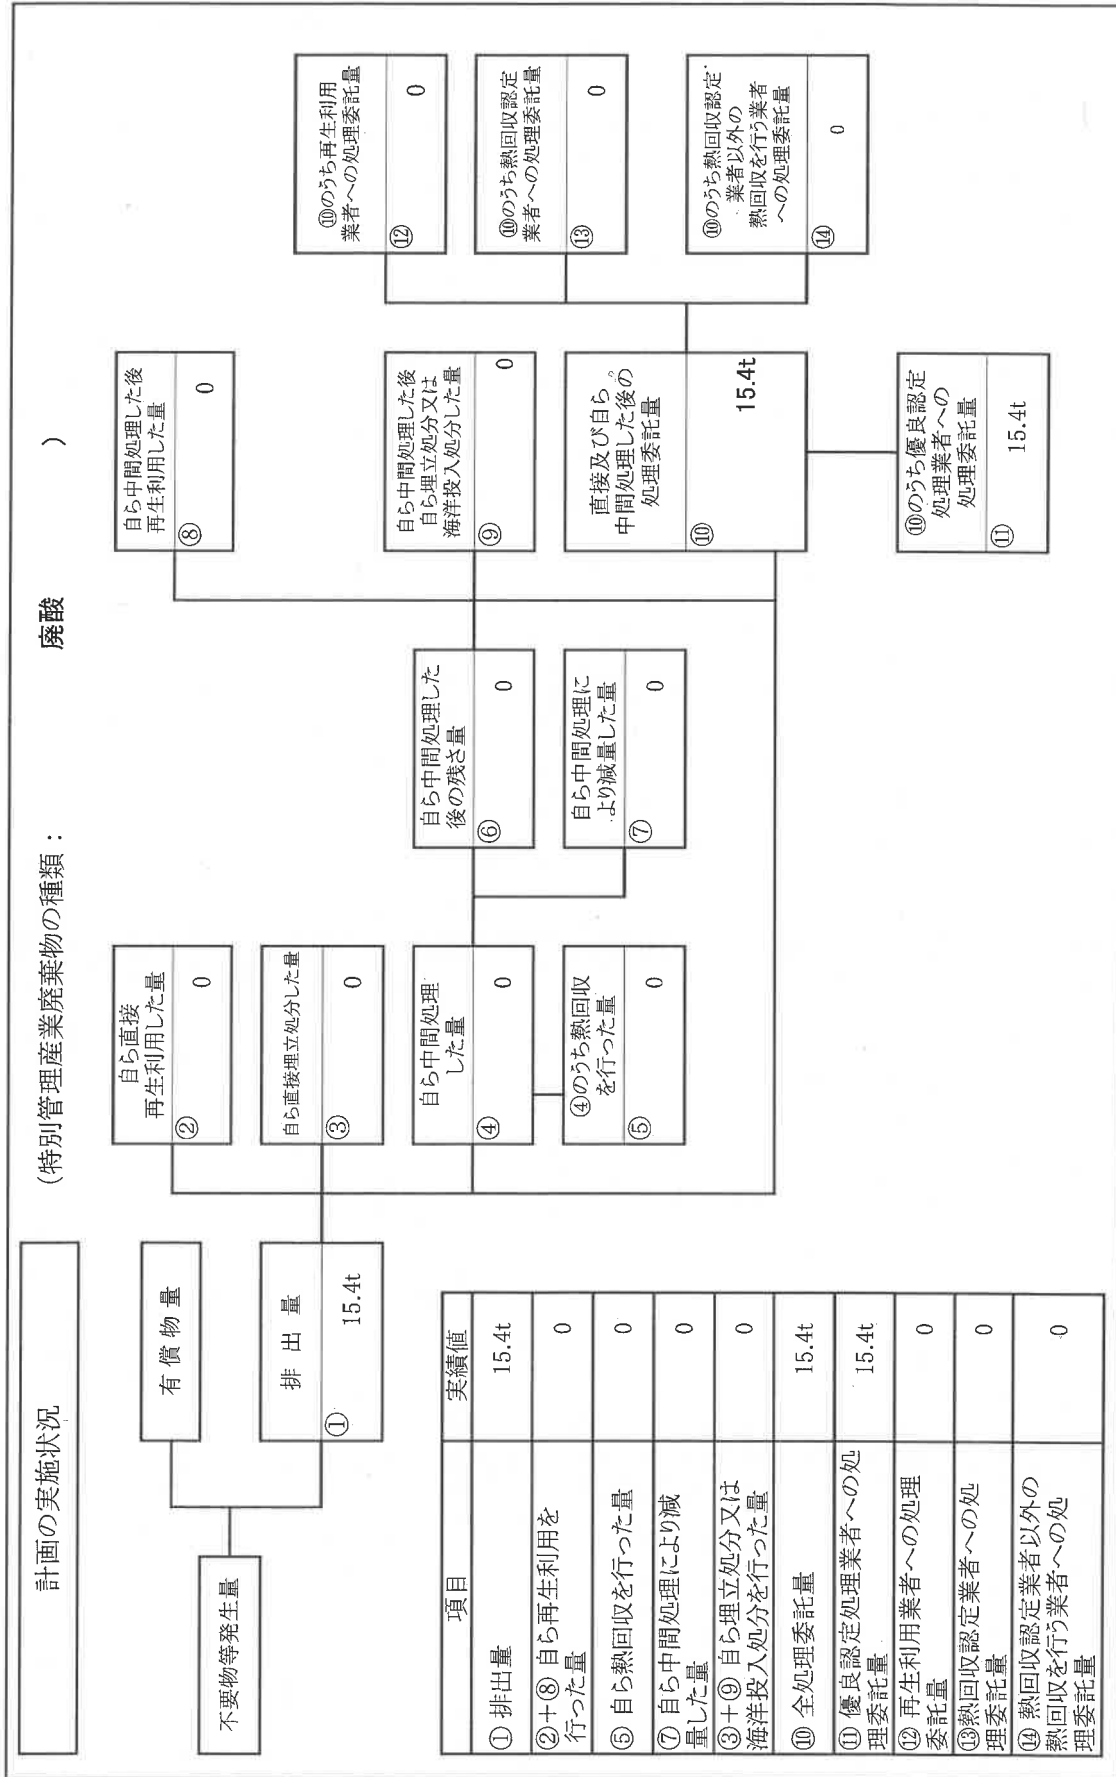 計画の実施状況
(特別管理産業廃棄物の種類： 廃酸 )
不要物等発生量
有償物量
排出量
①
15.4t
自ら直接
再生利用した量
②
0
自ら直接埋立処分した量
③
0
自ら中間処理
した量
④
0
④のうち熱回収
を行った量
⑤
0
自ら中間処理した
後の残さ量
⑥
0
自ら中間処理に
より減量した量
⑦
0
自ら中間処理した後
再生利用した量
⑧
0
自ら中間処理した後
自ら埋立処分又は
海洋投入処分した量
⑨
0
直接及び自ら
中間処理した後の
処理委託量
⑩
15.4t
⑩のうち優良認定
処理業者への
処理委託量
⑪
15.4t
⑩のうち再生利用
業者への処理委託量
⑫
0
⑩のうち熱回収認定
業者への処理委託量
⑬
0
⑩のうち熱回収認定
業者以外の
熱回収を行う業者
への処理委託量
⑭
0
項目 実績値
①排出量 15.4t
②＋⑧ 自ら再生利用を
行った量 0
⑤ 自ら熱回収を行った量 0
⑦ 自ら中間処理により減
量した量 0
③＋⑨ 自ら埋立処分又は
海洋投入処分を行った量 0
⑩ 全処理委託量 15.4t
⑪ 優良認定処理業者への処
理委託量 15.4t
⑫ 再生利用業者への処理
委託量 0
⑬熱回収認定業者への処
理委託量 0
⑭ 熱回収認定業者以外の
熱回収を行う業者への処
理委託量 0